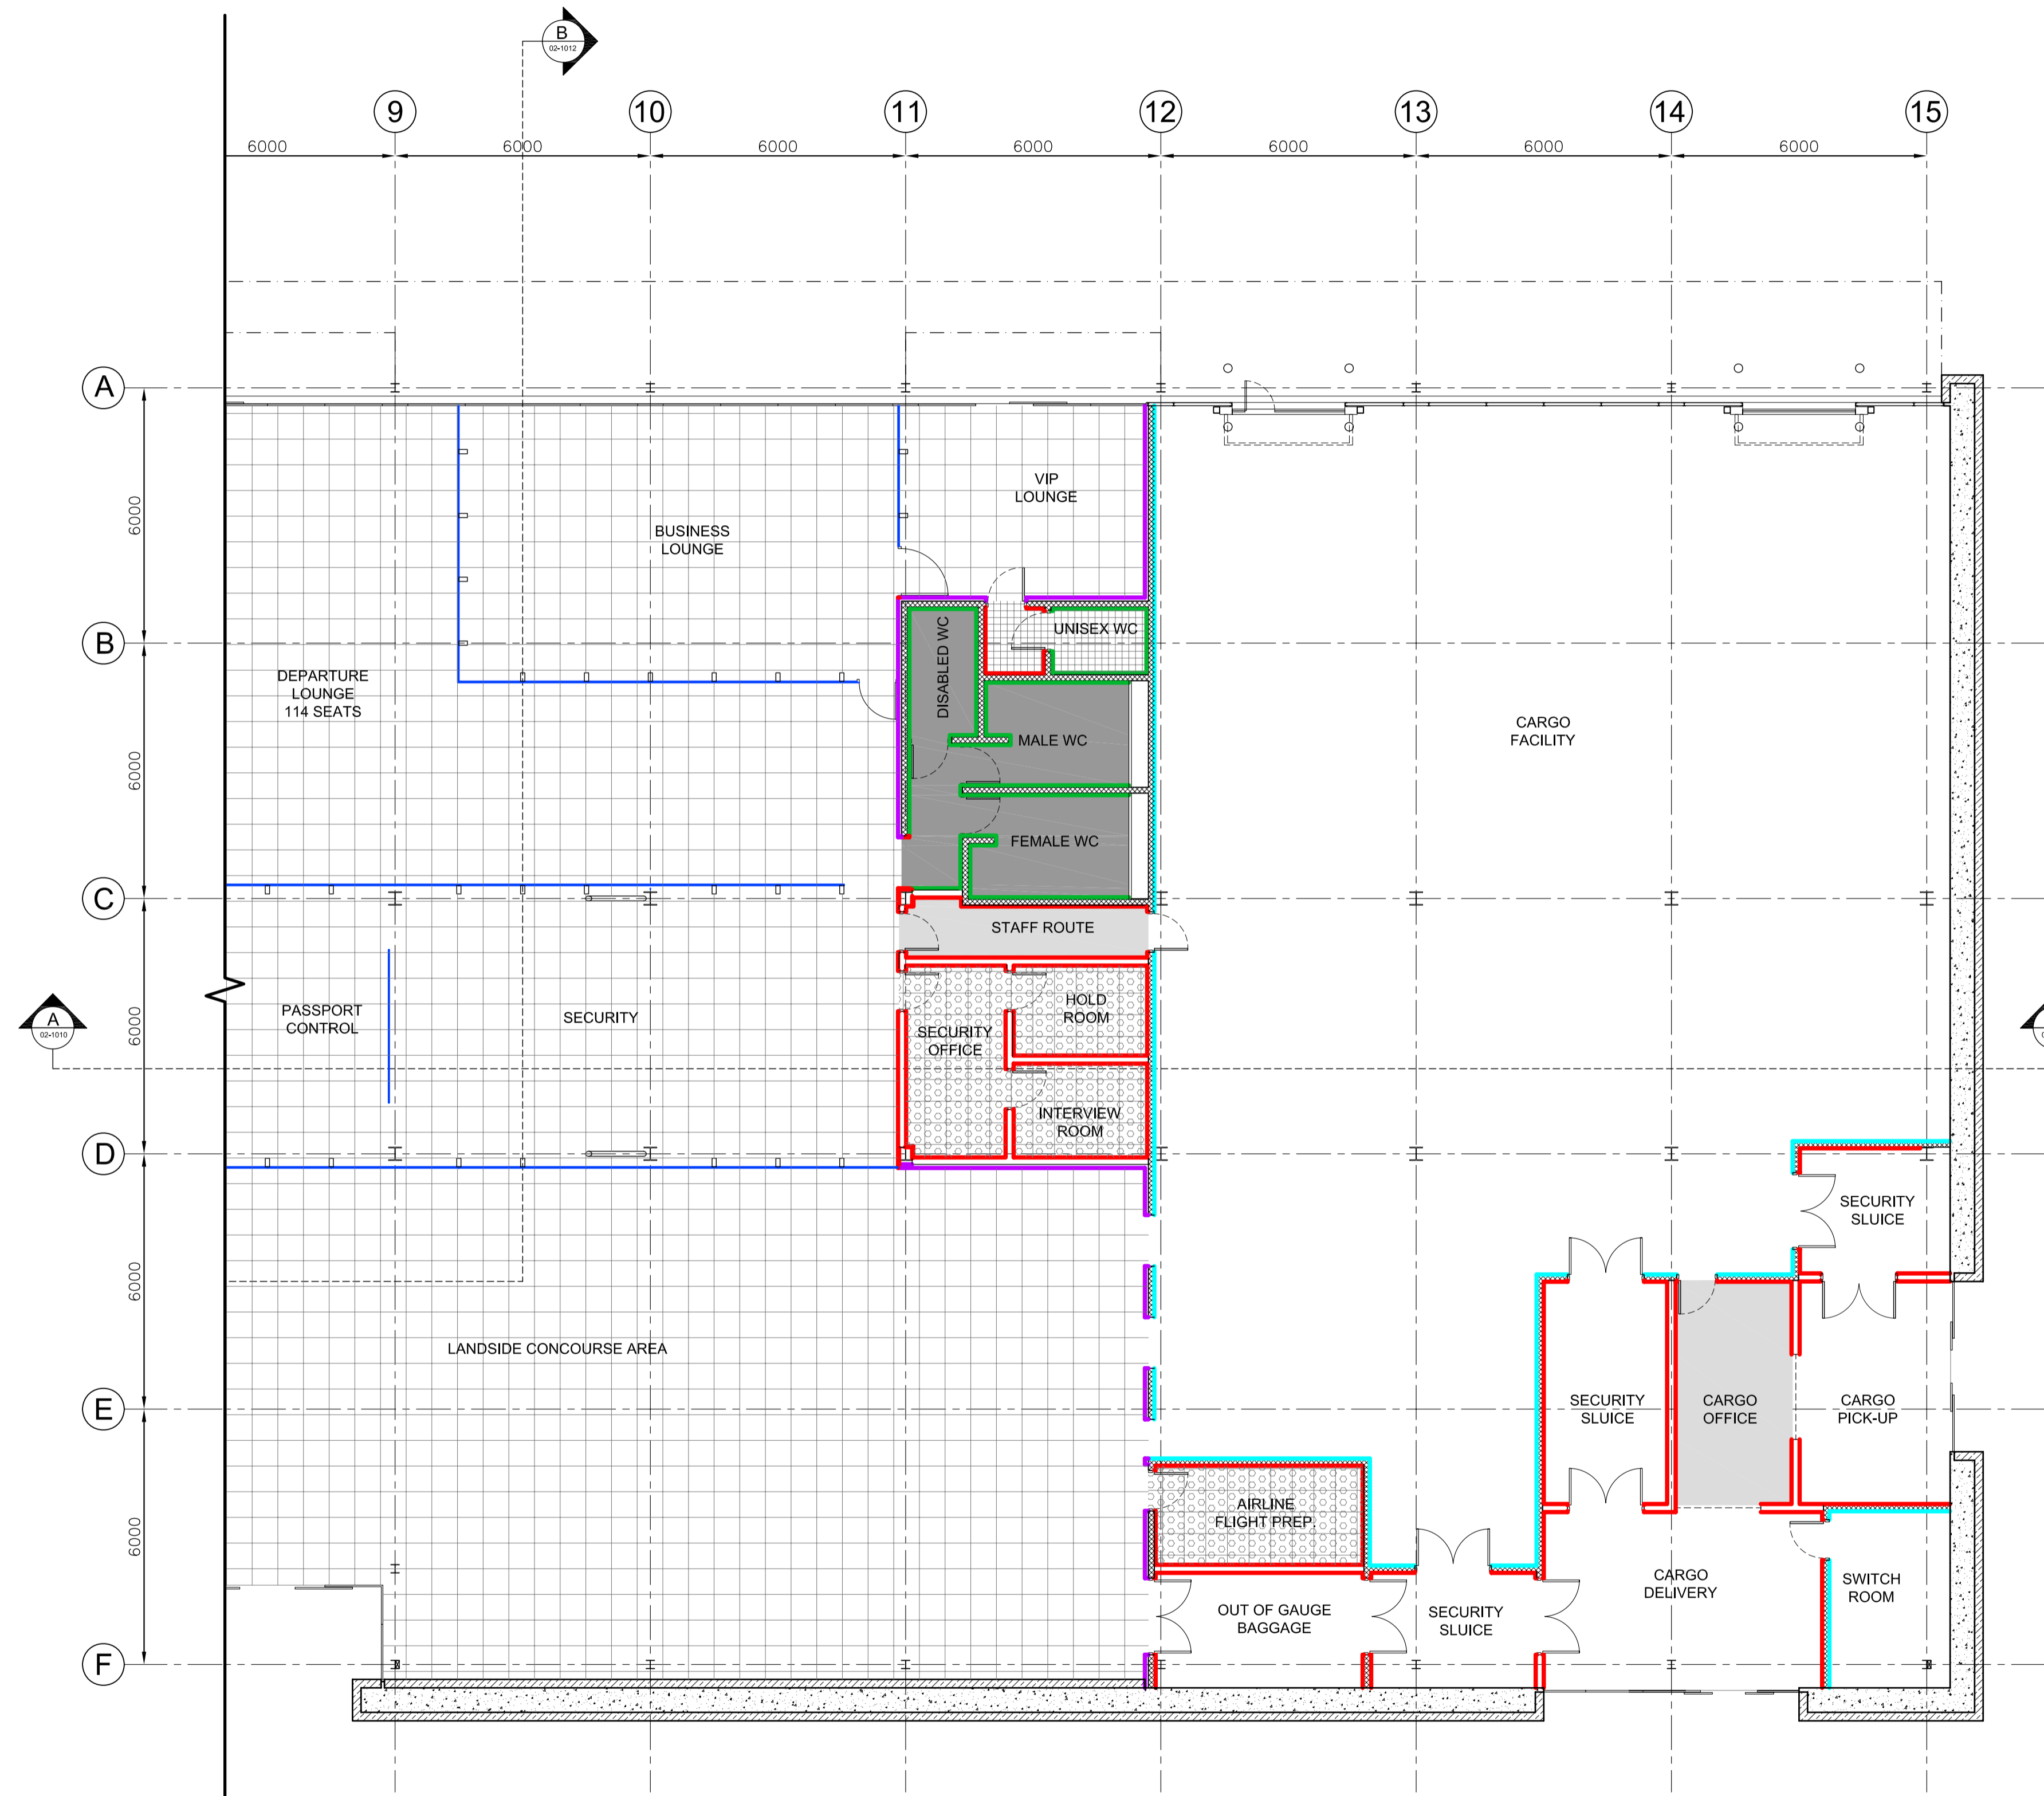 B
02-1012
9
10
11
12
13
14
15
6000
6000
6000
6000
6000
6000
6000
A
6000
VIP
LOUNGE
BUSINESS
LOUNGE
B
DISABLED WC
UNISEX WC
DEPARTURE
LOUNGE
114 SEATS
MALE WC
CARGO
FACILITY
6000
FEMALE WC
C
STAFF ROUTE
6000
A
02-1010
PASSPORT
CONTROL
SECURITY
SECURITY
OFFICE
HOLD
ROOM
INTERVIEW
ROOM
D
SECURITY
SLUICE
6000
LANDSIDE CONCOURSE AREA
E
SECURITY
SLUICE
CARGO
OFFICE
CARGO
PICK-UP
6000
AIRLINE
FLIGHT PREP.
OUT OF GAUGE
BAGGAGE
SECURITY
SLUICE
CARGO
DELIVERY
SWITCH
ROOM
F